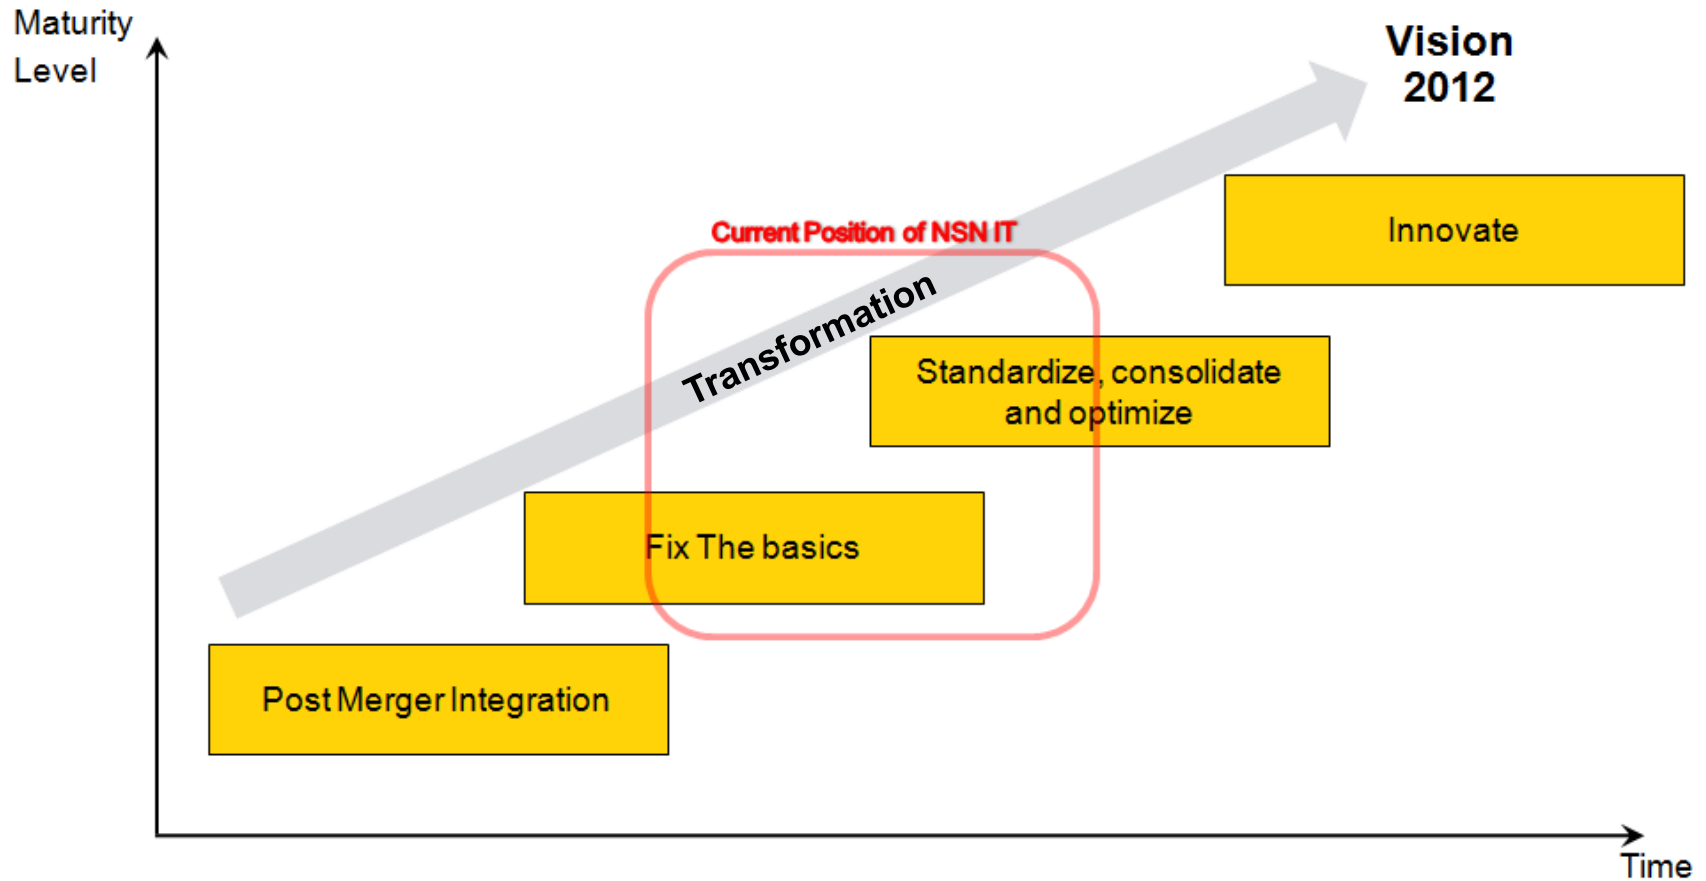 Maturity
Level
Vision
2012
Innovate
Current Position of NSN IT
Transformation
Standardize, consolidate
and optimize
Fix The basics
Post Merger Integration
Time